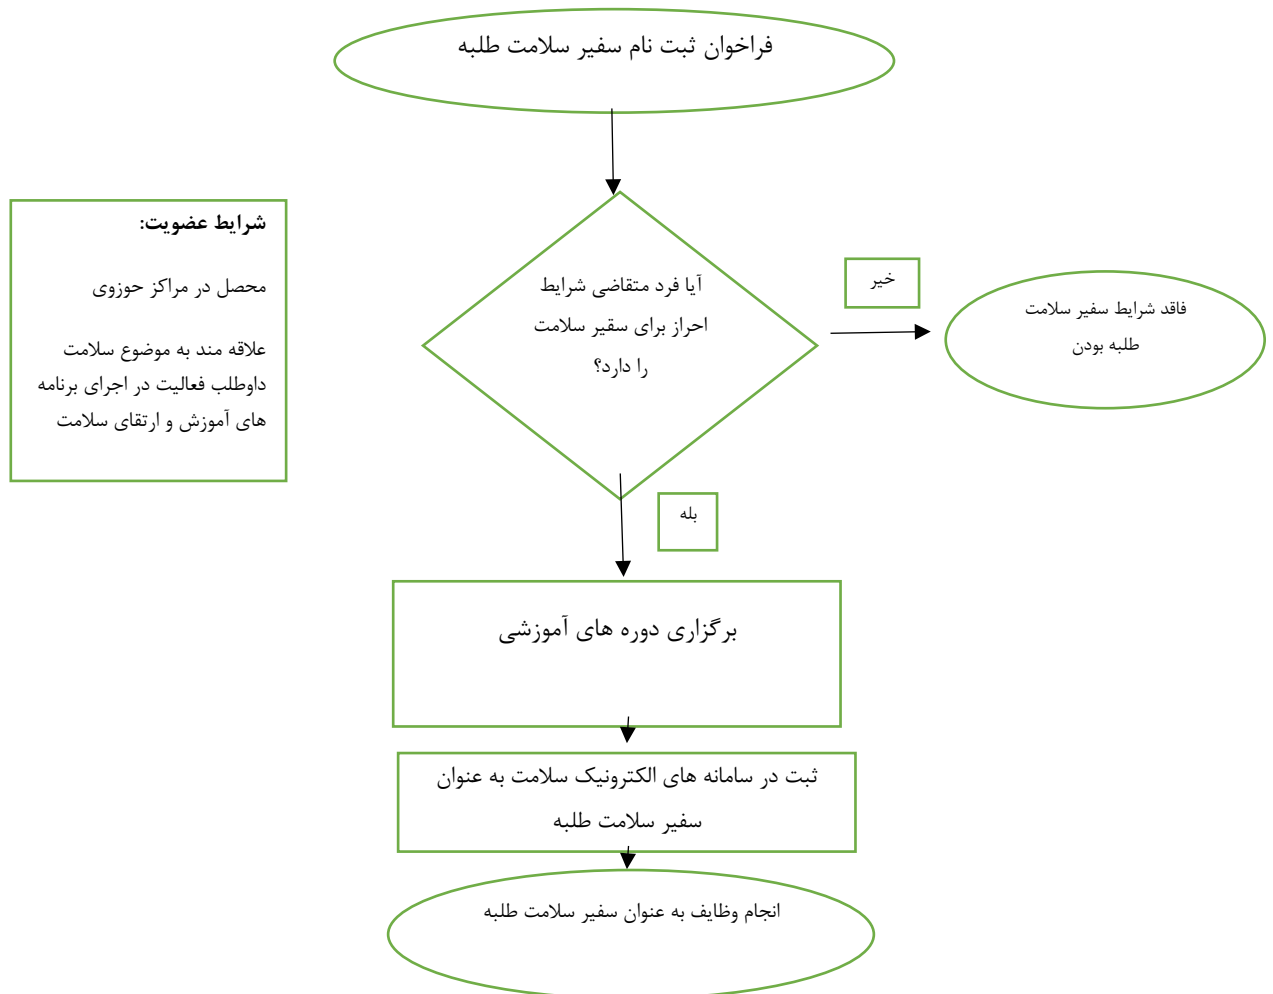 فراخوان ثبت نام سفیر سلامت طلبه
شرایط عضویت:
محصل در مراکز حوزوی
علاقه مند به موضوع سلامت
داوطلب فعالیت در اجرای برنامه
های آموزش و ارتقای سلامت
آیا فرد متقاضی شرایط
احراز برای سقیر سلامت
را دارد؟
خیر
فاقد شرایط سفیر سلامت
طلبه بودن
بله
برگزاری دوره های آموزشی
ثبت در سامانه های الکترونیک سلامت به عنوان
سفیر سلامت طلبه
انجام وظایف به عنوان سفیر سلامت طلبه